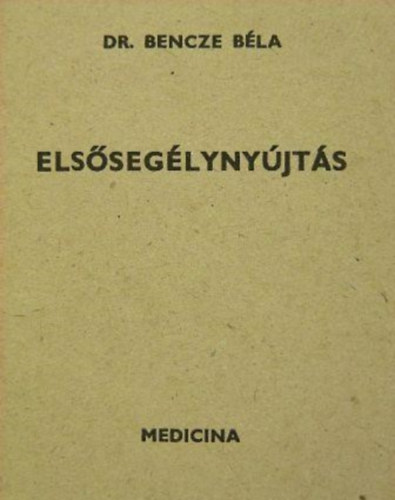 DR. BENCZE BÉLA
ELSŐSEGÉLYNYÚJTÁS
MEDICINA